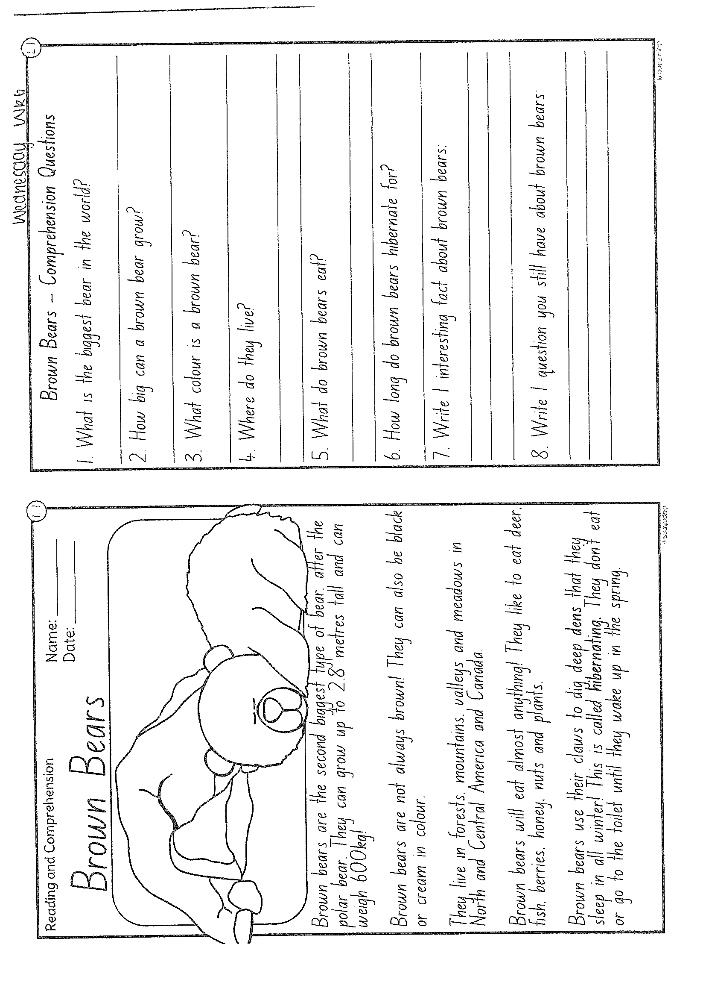 Reading and Comprehension
Name:
Date:
L1
Brown Bears
Brown bears are the second biggest type of bear, after the
polar bear. They can grow up to 2.8 metres tall and can
weigh 600kg!
Brown bears are not always brown! They can also be black
or cream in colour.
They live in forests, mountains, valleys and meadows in
North and Central America and Canada.
Brown bears will eat almost anything! They like to eat deer,
fish, berries, honey, nuts and plants.
Brown bears use their claws to dig deep dens that they
sleep in all winter! This is called hibernating. They don't eat
or go to the toilet until they wake up in the spring.
Wednesday Wk6
L1
Brown Bears – Comprehension Questions
1. What is the biggest bear in the world?
2. How big can a brown bear grow?
3. What colour is a brown bear?
4. Where do they live?
5. What do brown bears eat?
6. How long do brown bears hibernate for?
7. Write 1 interesting fact about brown bears.
8. Write 1 question you still have about brown bears.